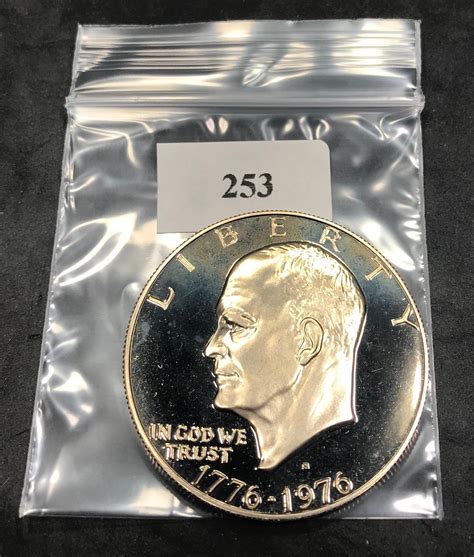 253
LIBERTY
IN GOD WE
TRUST
S
1776-1976